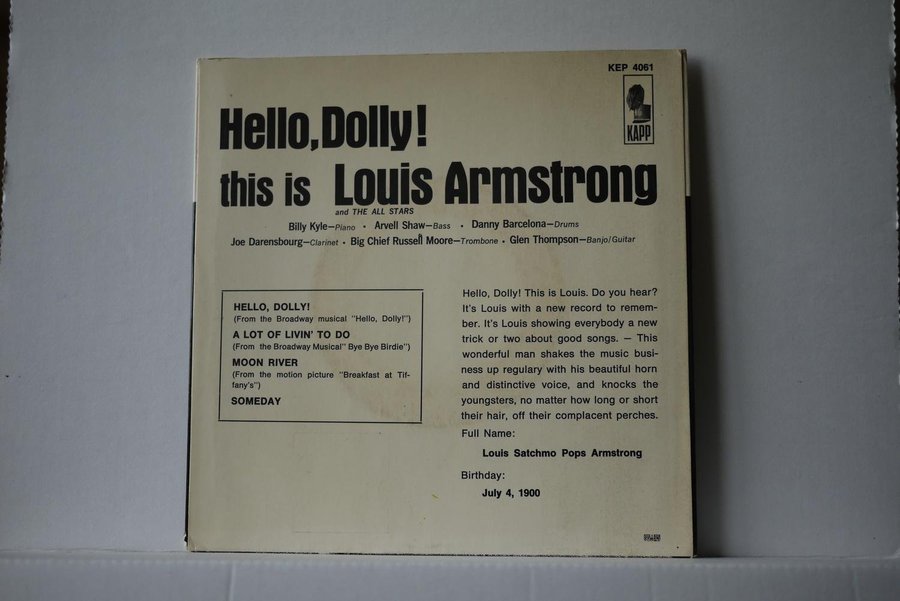 KEP 4061
KAPP
Hello, Dolly!
this is Louis Armstrong
and THE ALL STARS
Billy Kyle—Piano • Arvell Shaw—Bass • Danny Barcelona—Drums
Joe Darensbourg—Clarinet • Big Chief Russell Moore—Trombone • Glen Thompson—Banjo/Guitar
HELLO, DOLLY!
(From the Broadway musical "Hello, Dolly!")
A LOT OF LIVIN' TO DO
(From the Broadway Musical" Bye Bye Birdie")
MOON RIVER
(From the motion picture "Breakfast at Tif-
fany's")
SOMEDAY
Hello, Dolly! This is Louis. Do you hear?
It's Louis with a new record to remem-
ber. It's Louis showing everybody a new
trick or two about good songs. — This
wonderful man shakes the music busi-
ness up regulary with his beautiful horn
and distinctive voice, and knocks the
youngsters, no matter how long or short
their hair, off their complacent perches.
Full Name:
Louis Satchmo Pops Armstrong
Birthday:
July 4, 1900